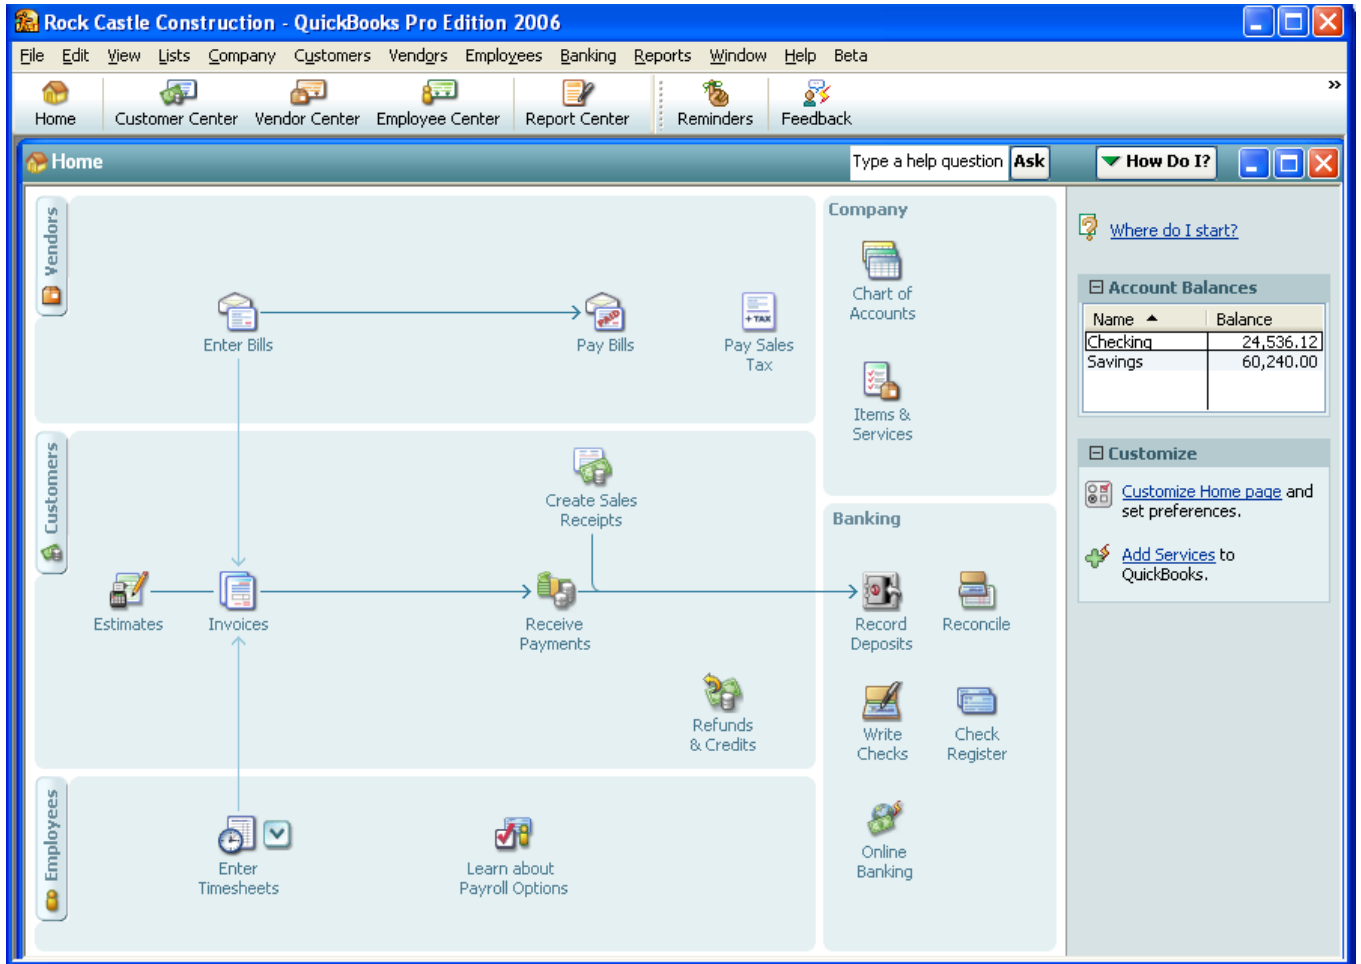 Rock Castle Construction - QuickBooks Pro Edition 2006
File Edit View Lists Company Customers Vendors Employees Banking Reports Window Help Beta
Home Customer Center Vendor Center Employee Center Report Center Reminders Feedback »
Home Type a help question Ask How Do I?
Vendors
Enter Bills
Pay Bills
Pay Sales
Tax
PAID
+ TAX
Customers
Create Sales
Receipts
Estimates
Invoices
Receive
Payments
Refunds
& Credits
Employees
Enter
Timesheets
Learn about
Payroll Options
Company
Chart of
Accounts
Items &
Services
Banking
Record
Deposits
Reconcile
Write
Checks
Check
Register
Online
Banking
Where do I start?
Account Balances
Name Balance
Checking 24,536.12
Savings 60,240.00
Customize
Customize Home page and
set preferences.
Add Services to
QuickBooks.